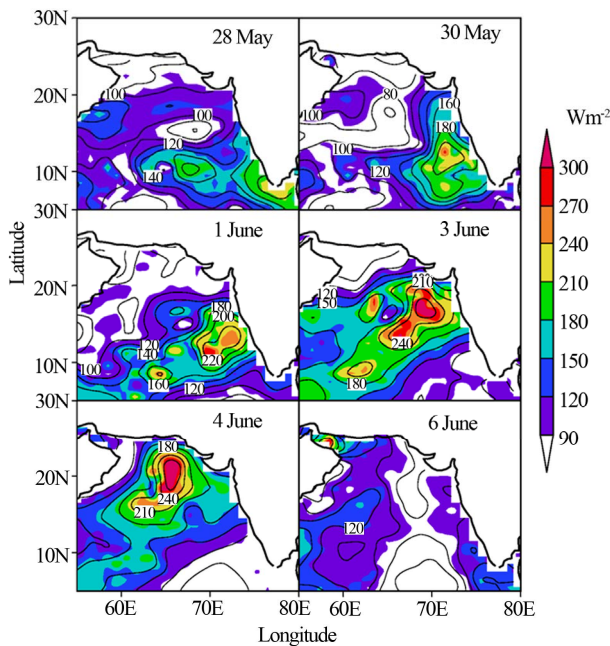 30N
28 May
30 May
Wm-2
20N
10N
30N
100
100
120
140
80
100
100
120
160
180
300
270
240
210
180
150
120
90
Latitude
1 June
3 June
20N
10N
30N
180
200
120
140
220
100
160
120
210
120
150
240
180
4 June
6 June
20N
10N
180
240
210
120
60E
70E
80E
60E
70E
80E
Longitude